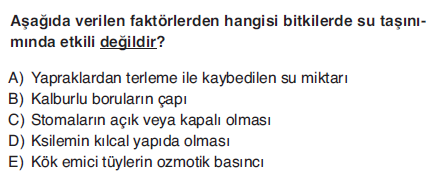 Aşağıda verilen faktörlerden hangisi bitkilerde su taşını-
mında etkili değildir?
A) Yapraklardan terleme ile kaybedilen su miktarı
B) Kalburlu boruların çapı
C) Stomaların açık veya kapalı olması
D) Ksilemin kılcal yapıda olması
E) Kök emici tüylerin ozmotik basıncı